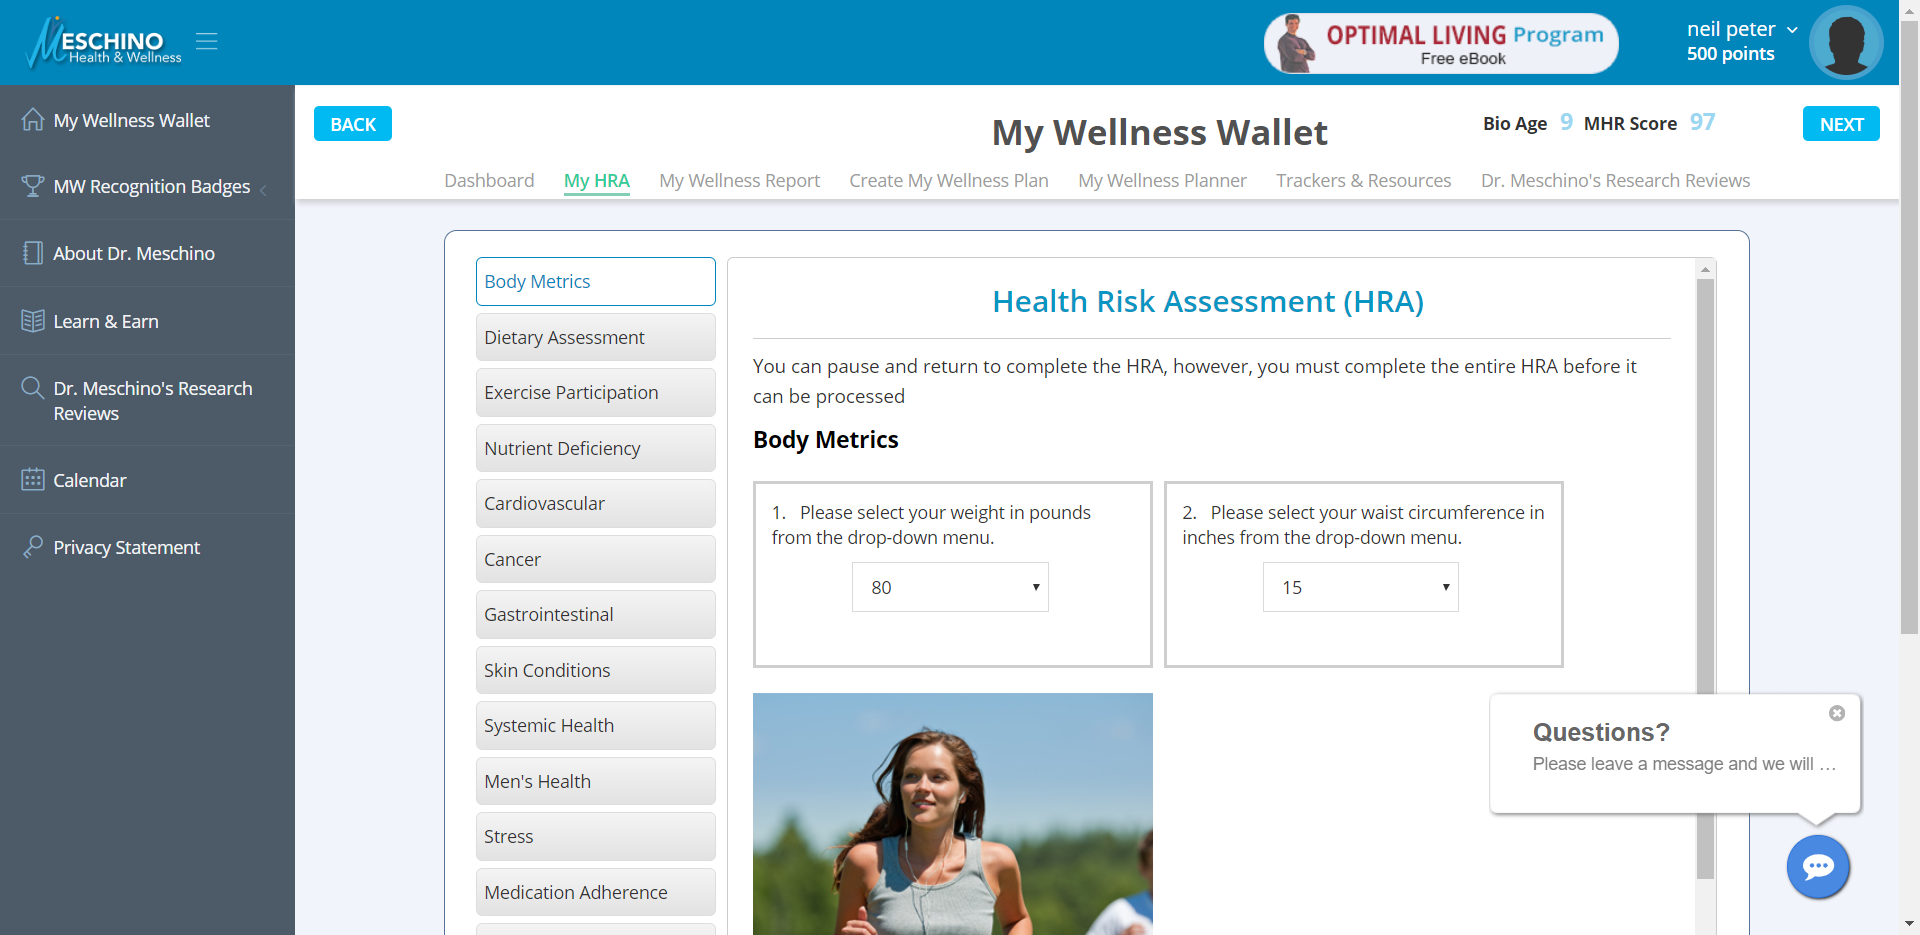 MESCHINO
Health & Wellness
OPTIMAL LIVING Program
Free eBook
neil peter
500 points
My Wellness Wallet
MW Recognition Badges
About Dr. Meschino
Learn & Earn
Dr. Meschino's Research
Reviews
Calendar
Privacy Statement
BACK
My Wellness Wallet
Bio Age 9 MHR Score 97
NEXT
Dashboard
My HRA
My Wellness Report
Create My Wellness Plan
My Wellness Planner
Trackers & Resources
Dr. Meschino's Research Reviews
Body Metrics
Dietary Assessment
Exercise Participation
Nutrient Deficiency
Cardiovascular
Cancer
Gastrointestinal
Skin Conditions
Systemic Health
Men's Health
Stress
Medication Adherence
Health Risk Assessment (HRA)
You can pause and return to complete the HRA, however, you must complete the entire HRA before it
can be processed
Body Metrics
1. Please select your weight in pounds
from the drop-down menu.
80
2. Please select your waist circumference in
inches from the drop-down menu.
15
Questions?
Please leave a message and we will ...